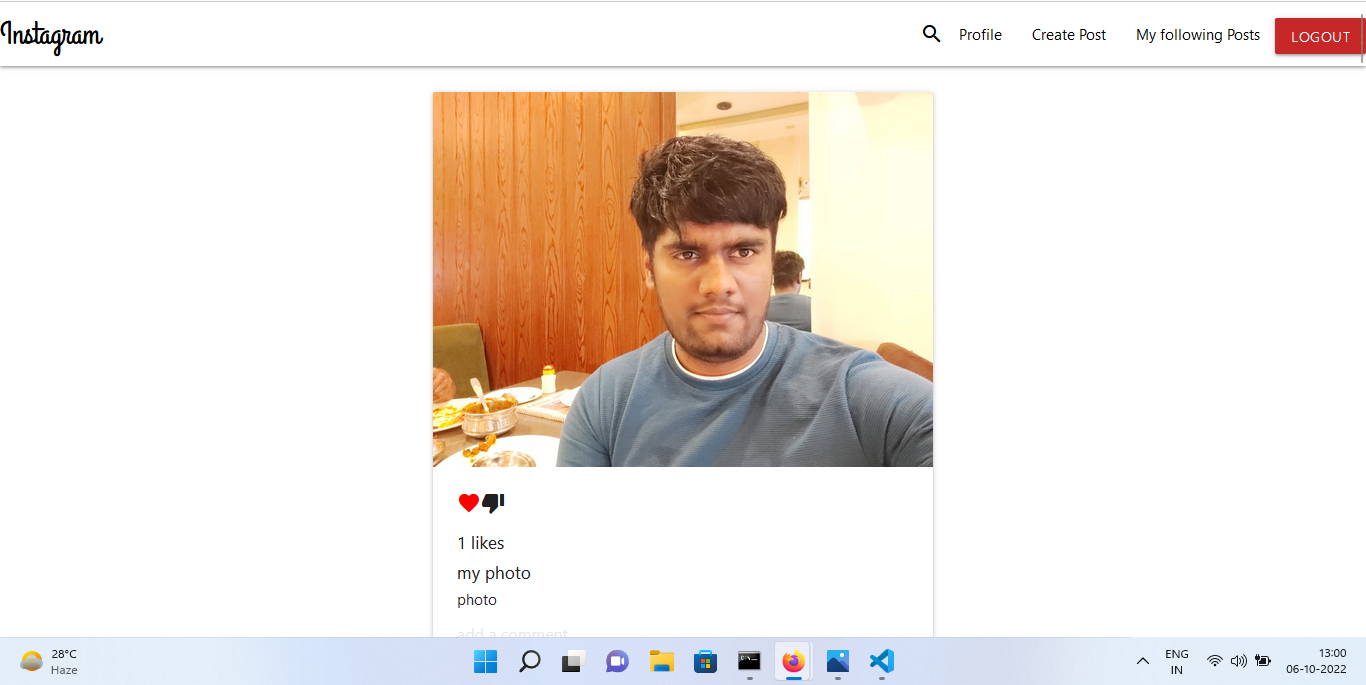 Instagram
Profile
Create Post
My following Posts
LOGOUT
1 likes
my photo
photo
add a comment
28°C
Haze
ENG
IN
13:00
06-10-2022